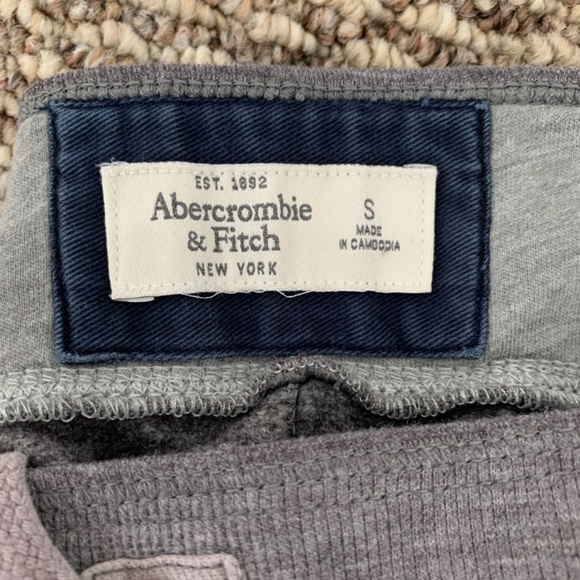 EST. 1892
Abercrombie
& Fitch
NEW YORK
S
MADE
IN CAMBODIA